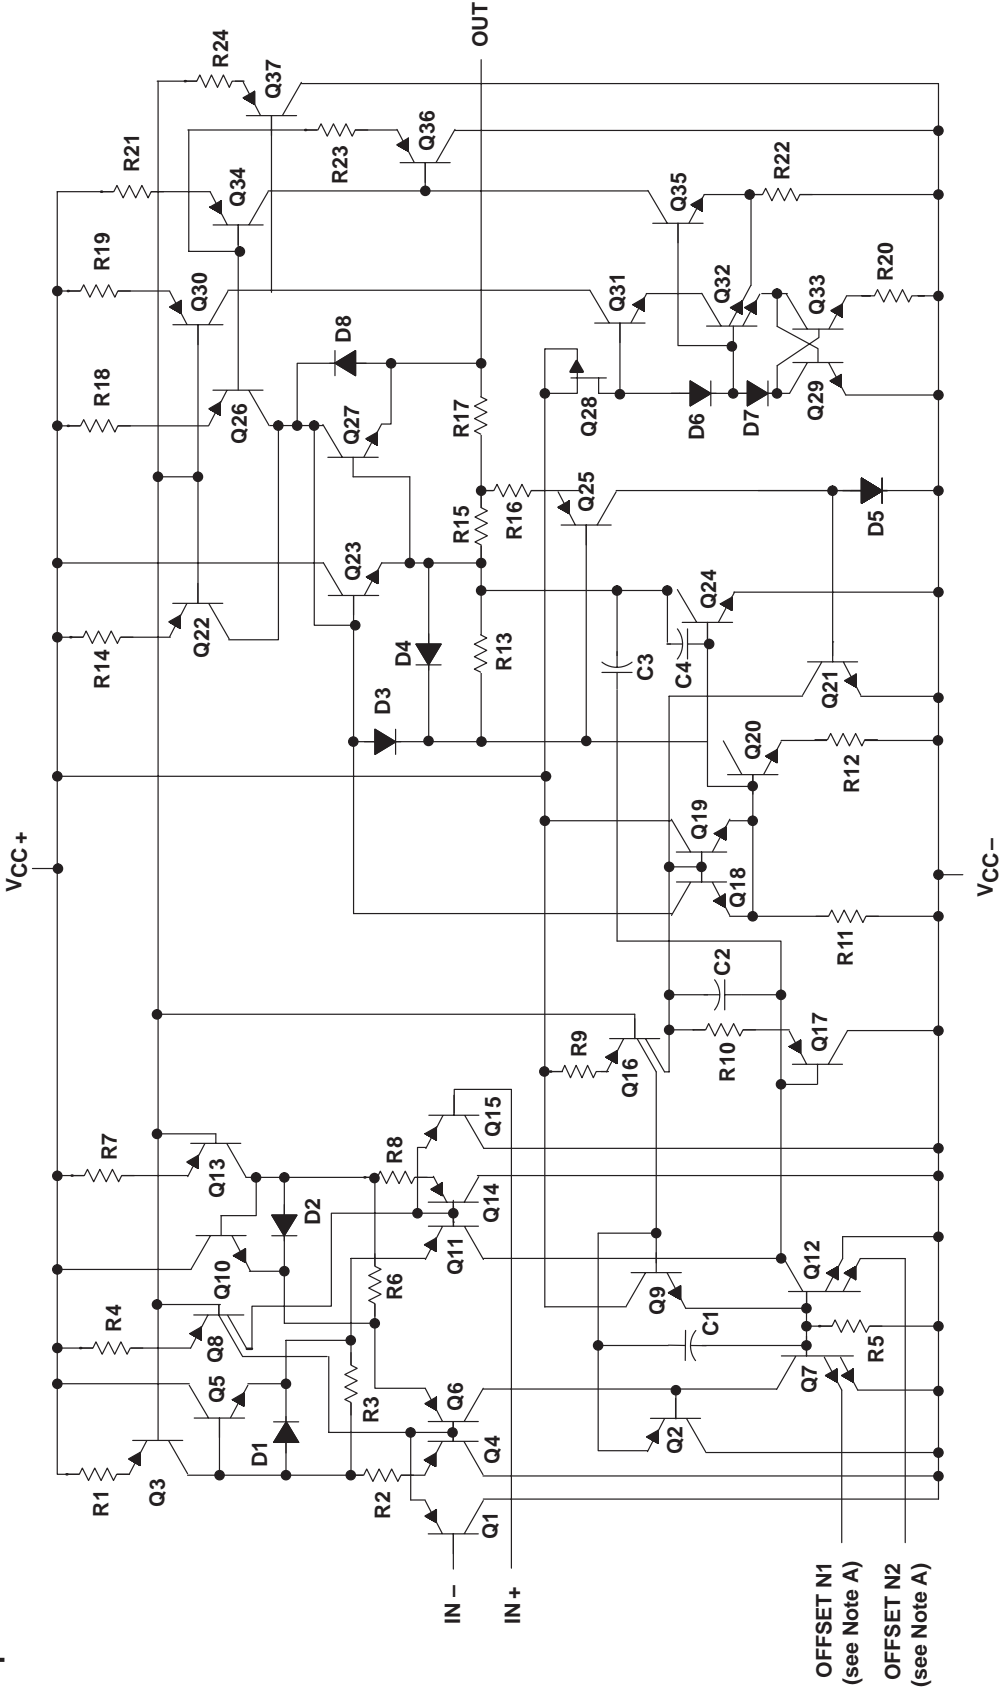 VCC+
R1
Q3
R4
Q8
Q5
D1
R7
Q13
Q10
D2
R3
R6
R2
R8
Q1
Q4
Q6
Q11
Q14
Q15
IN−
IN+
Q2
C1
Q9
Q7
R5
Q12
OFFSET N1
(see Note A)
OFFSET N2
(see Note A)
R9
Q16
R10
C2
Q17
R11
Q18
Q19
Q20
R12
Q21
C3
C4
Q24
R14
Q22
D3
D4
Q23
R13
R15
R16
Q25
D5
R17
Q27
D8
Q26
R18
R19
Q30
R21
Q34
R24
Q37
R23
Q36
OUT
Q28
D6
D7
Q31
Q32
Q29
Q33
R20
Q35
R22
VCC−